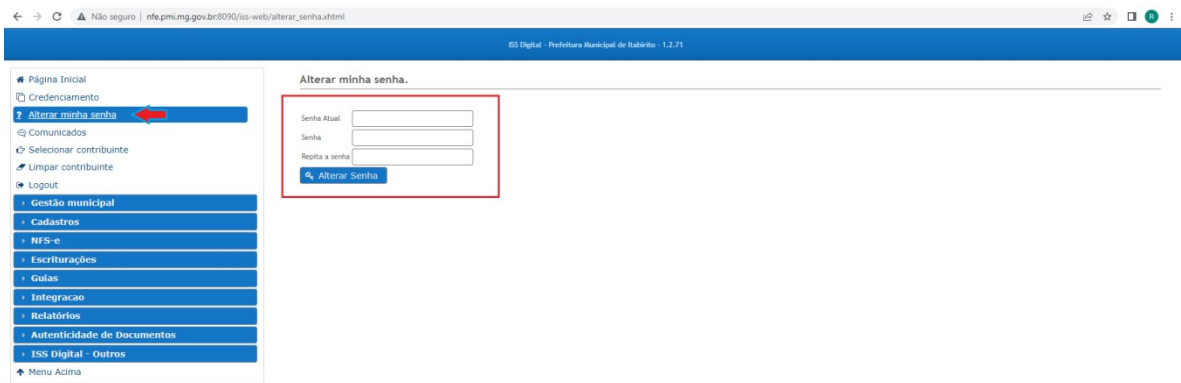 Não seguro | nfe.pmi.mg.gov.br:8090/iss-web/alterar_senha.xhtml
R
ISS Digital - Prefeitura Municipal de Itabirito - 1.2.71
Página Inicial
Credenciamento
? Alterar minha senha
Comunicados
Selecionar contribuinte
Limpar contribuinte
Logout
Gestão municipal
Cadastros
NFS-e
Escriturações
Guias
Integracao
Relatórios
Autenticidade de Documentos
ISS Digital - Outros
Menu Acima
Alterar minha senha.
Senha Atual
Senha
Repita a senha
Alterar Senha